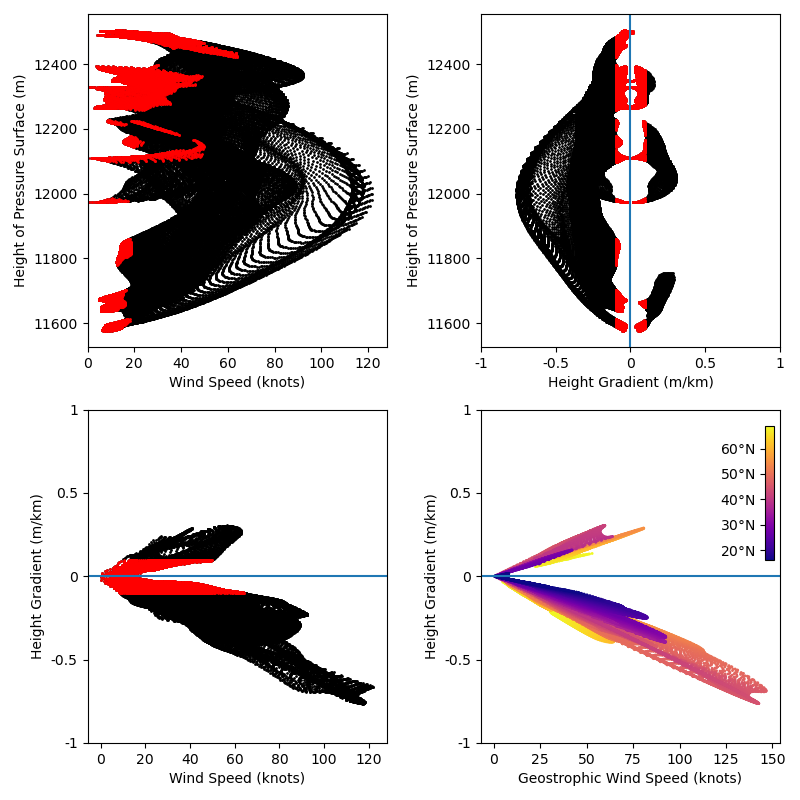 12400
12200
12000
11800
11600
Height of Pressure Surface (m)
0 20 40 60 80 100 120
Wind Speed (knots)
12400
12200
12000
11800
11600
Height of Pressure Surface (m)
-1 -0.5 0 0.5 1
Height Gradient (m/km)
1
0.5
0
-0.5
-1
Height Gradient (m/km)
0 20 40 60 80 100 120
Wind Speed (knots)
1
0.5
0
-0.5
-1
Height Gradient (m/km)
60°N
50°N
40°N
30°N
20°N
0 25 50 75 100 125 150
Geostrophic Wind Speed (knots)